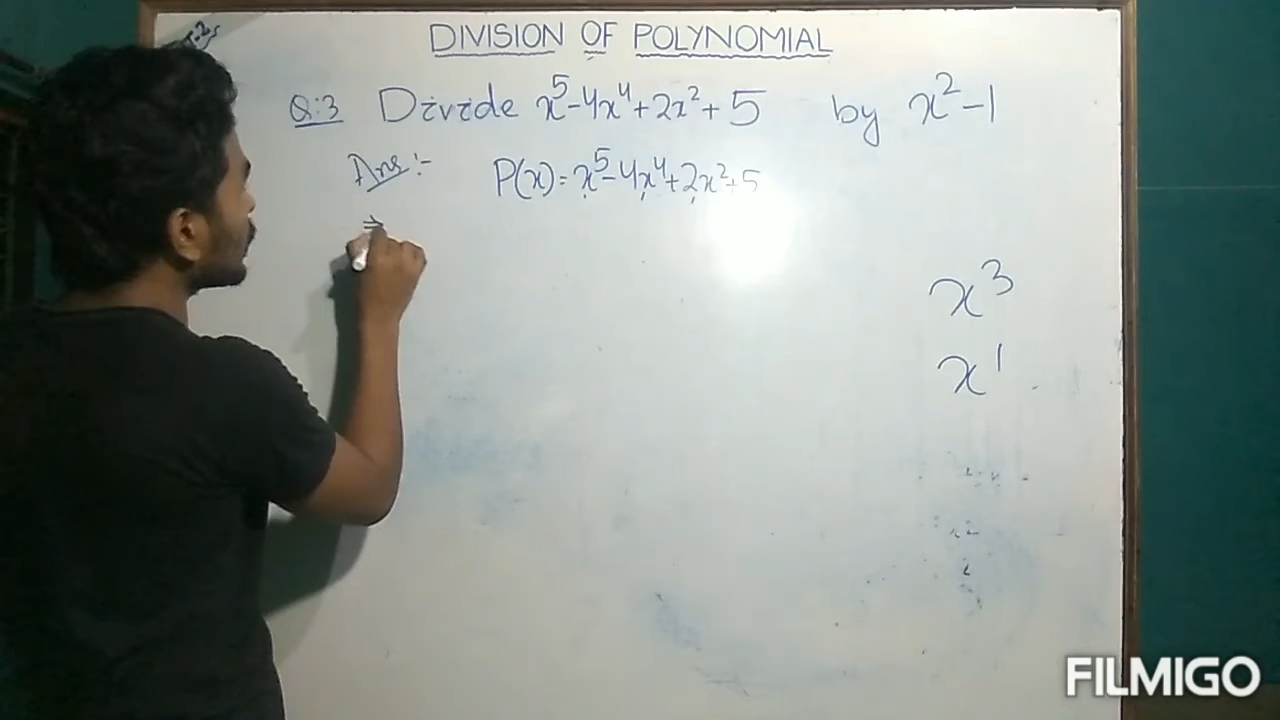 DIVISION OF POLYNOMIAL
Q:3 Divide x⁵-4x⁴+2x²+5 by x²-1
Ans:- P(x)=x⁵-4x⁴+2x²+5
⇒
x³
x¹
FILMIGO